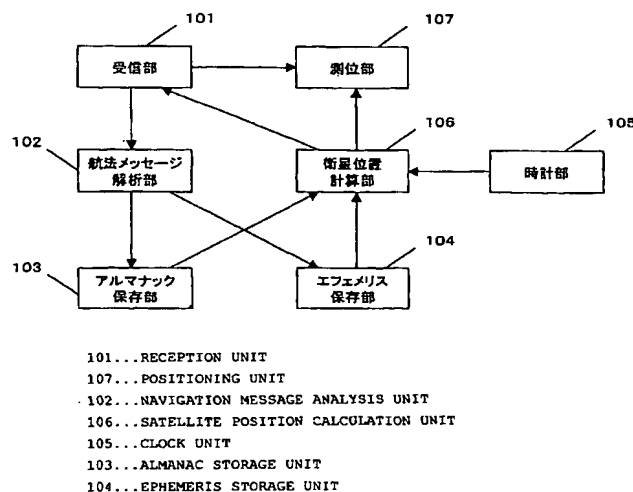 101
107
受信部
測位部
102
106
105
航法メッセージ
解析部
衛星位置
計算部
時計部
103
104
アルマナック
保存部
エフェメリス
保存部
101...RECEPTION UNIT
107...POSITIONING UNIT
102...NAVIGATION MESSAGE ANALYSIS UNIT
106...SATELLITE POSITION CALCULATION UNIT
105...CLOCK UNIT
103...ALMANAC STORAGE UNIT
104...EPHEMERIS STORAGE UNIT